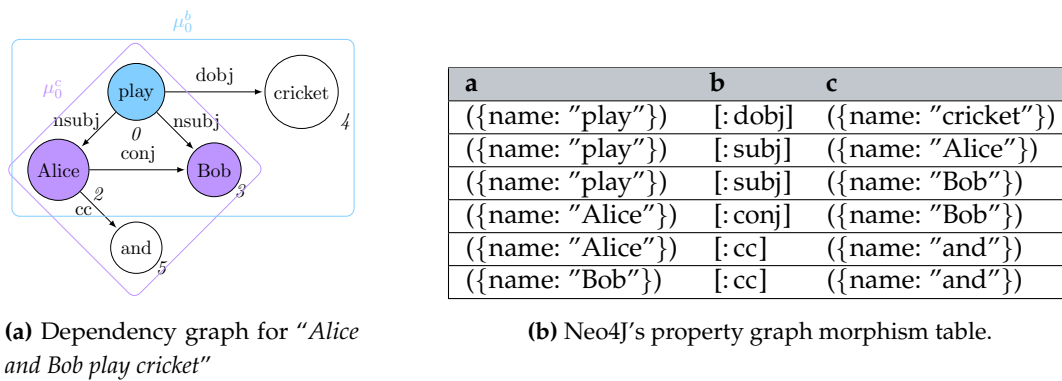 μ₀ᵇ
μ₀ᶜ
play
dobj
cricket
4
nsubj
nsubj
0
conj
Alice
Bob
2
3
cc
and
5
(a) Dependency graph for “Alice
and Bob play cricket”
a b c
({name: ”play”}) [: dobj] ({name: ”cricket”})
({name: ”play”}) [: subj] ({name: ”Alice”})
({name: ”play”}) [: subj] ({name: ”Bob”})
({name: ”Alice”}) [: conj] ({name: ”Bob”})
({name: ”Alice”}) [: cc] ({name: ”and”})
({name: ”Bob”}) [: cc] ({name: ”and”})
(b) Neo4J’s property graph morphism table.